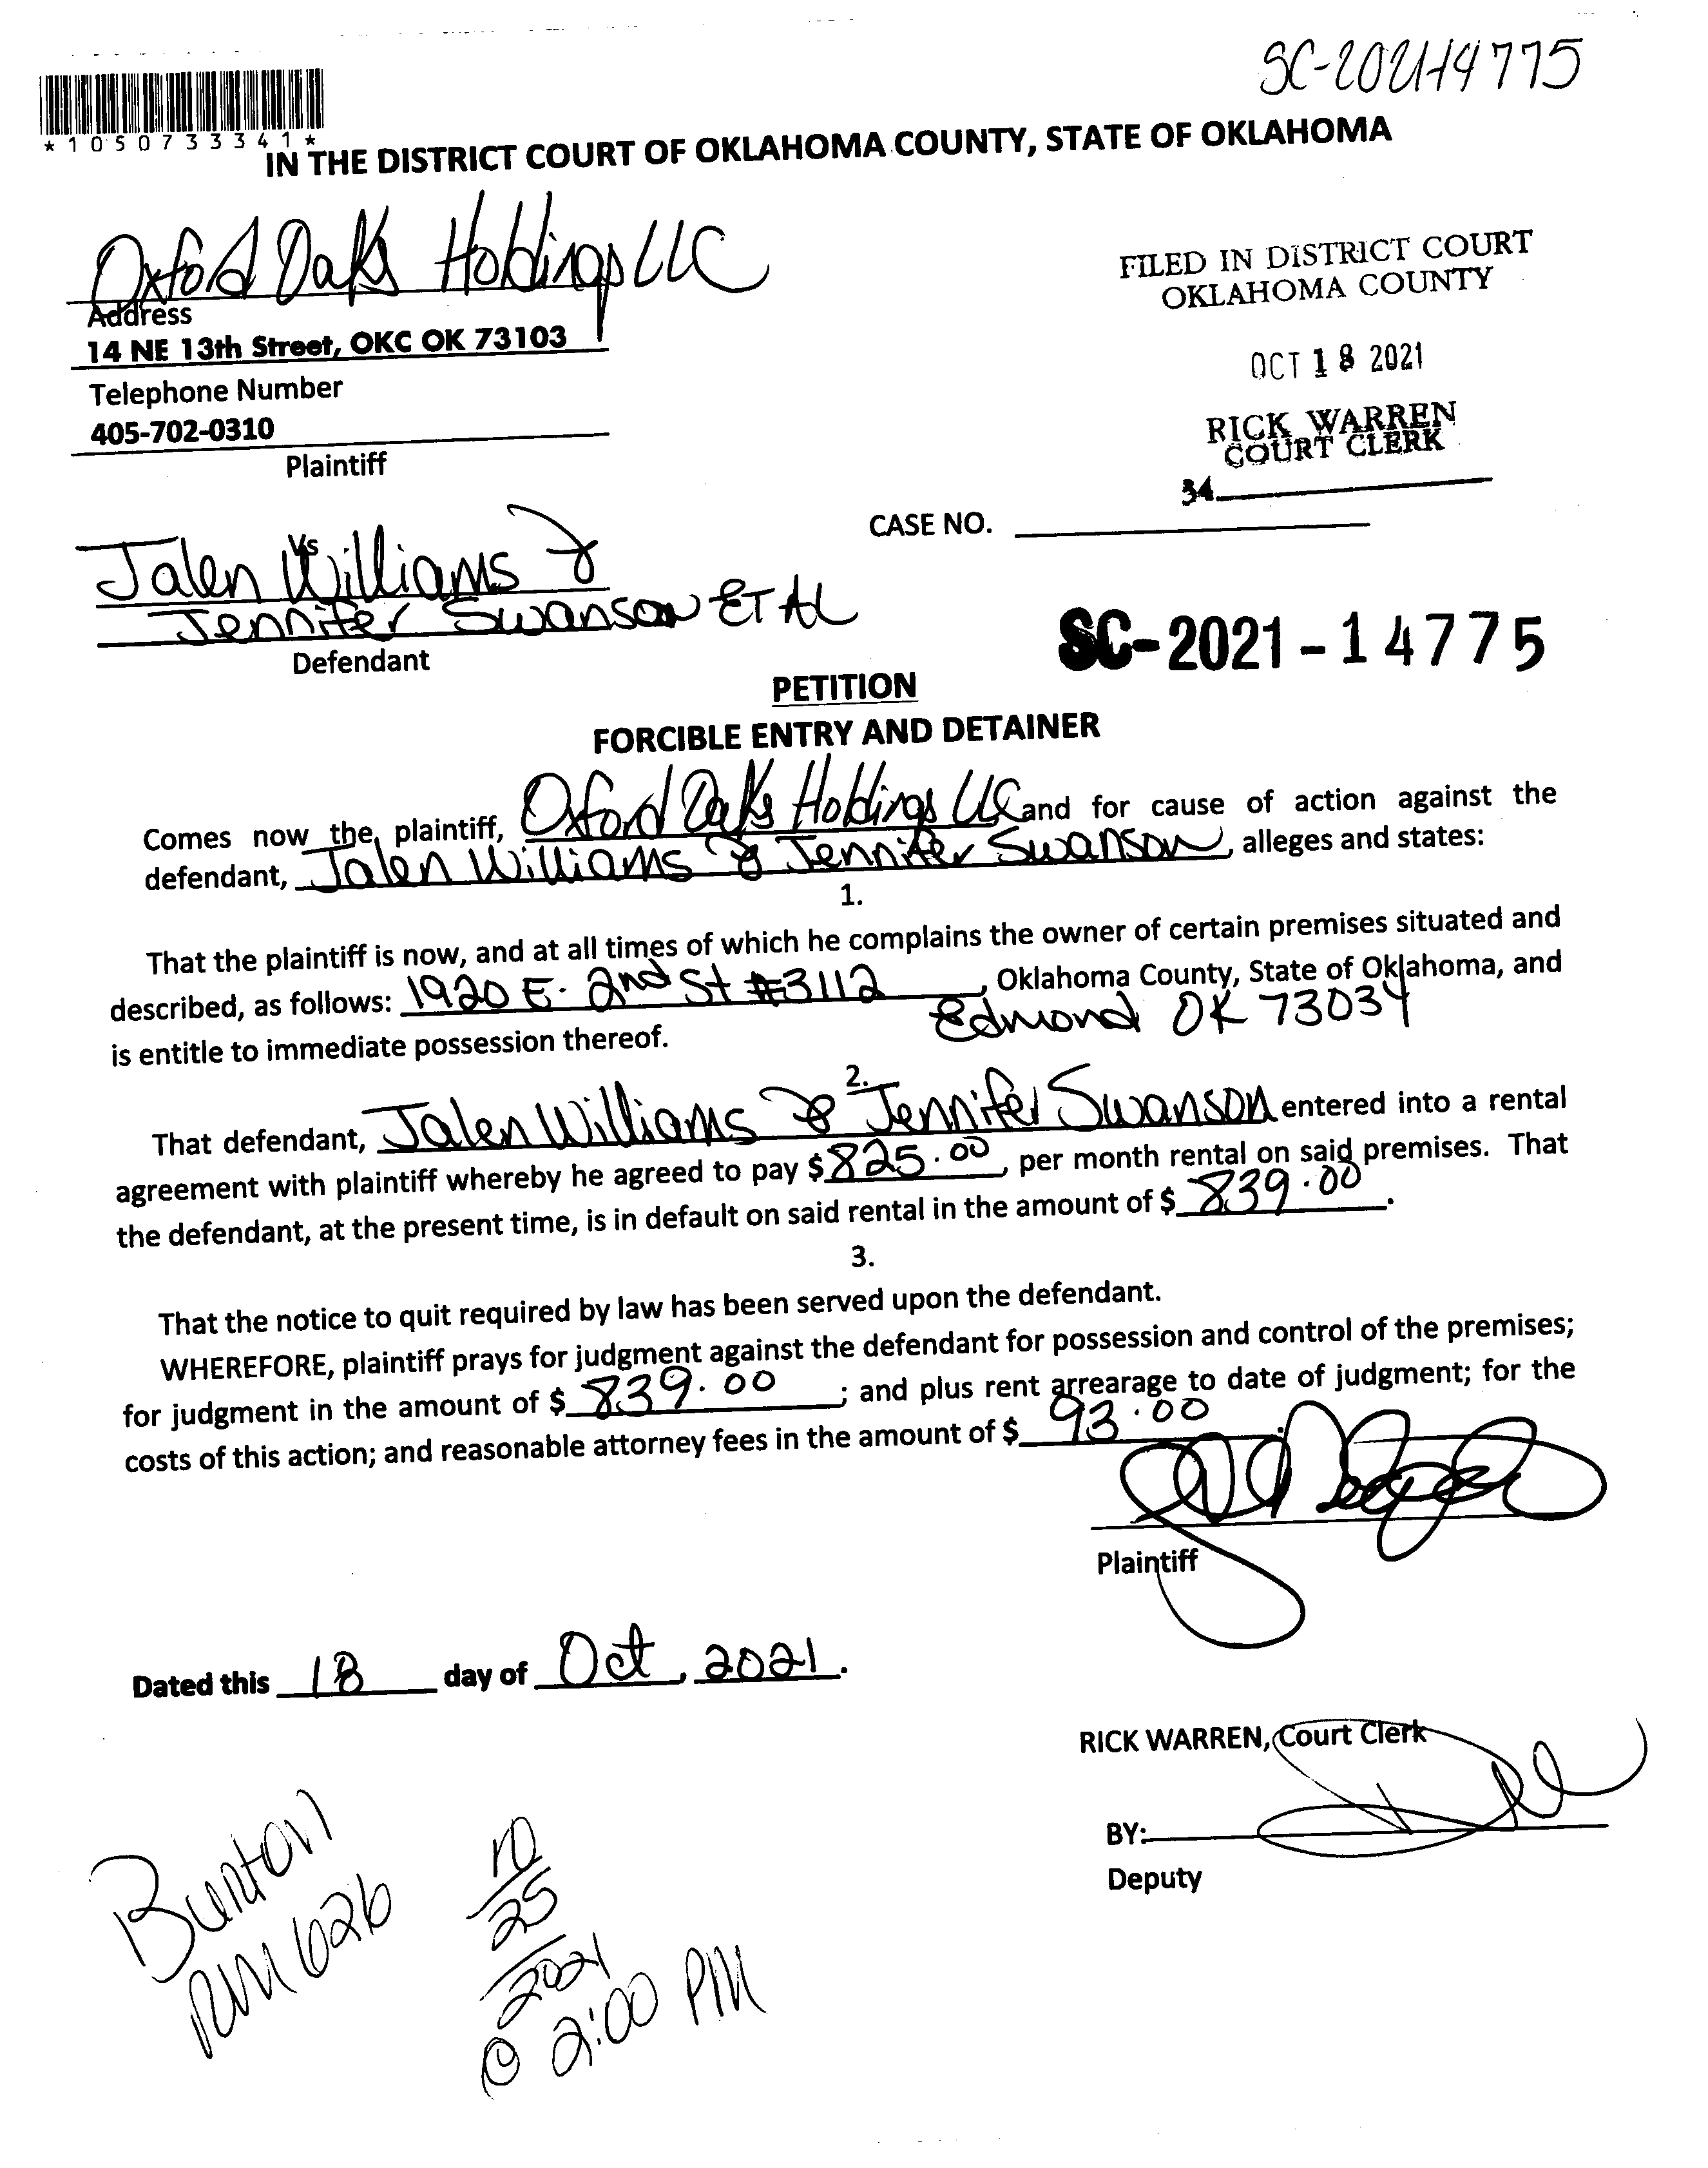 SC-2021-14775
*1050733341*
IN THE DISTRICT COURT OF OKLAHOMA COUNTY, STATE OF OKLAHOMA
Oxford Oaks Holdings LLC
Address
14 NE 13th Street, OKC OK 73103
Telephone Number
405-702-0310
Plaintiff
FILED IN DISTRICT COURT
OKLAHOMA COUNTY
OCT 18 2021
RICK WARREN
COURT CLERK
34
CASE NO.
Vs
Jalen Williams &
Jennifer Swanson ET AL
Defendant
SC-2021-14775
PETITION
FORCIBLE ENTRY AND DETAINER
Comes now the plaintiff, Oxford Oaks Holdings LLC and for cause of action against the
defendant, Jalen Williams & Jennifer Swanson, alleges and states:
1.
That the plaintiff is now, and at all times of which he complains the owner of certain premises situated and
described, as follows: 1920 E. 2nd St #3112, Oklahoma County, State of Oklahoma, and
Edmond OK 73034
is entitle to immediate possession thereof.
2.
That defendant, Jalen Williams & Jennifer Swanson entered into a rental
agreement with plaintiff whereby he agreed to pay $825.00, per month rental on said premises. That
the defendant, at the present time, is in default on said rental in the amount of $839.00.
3.
That the notice to quit required by law has been served upon the defendant.
WHEREFORE, plaintiff prays for judgment against the defendant for possession and control of the premises;
for judgment in the amount of $839.00; and plus rent arrearage to date of judgment; for the
costs of this action; and reasonable attorney fees in the amount of $93.00.
Plaintiff
Dated this 18 day of Oct, 2021.
RICK WARREN, Court Clerk
BY:
Deputy
Burton
RM 626
10
25
2021
@ 2:00 PM